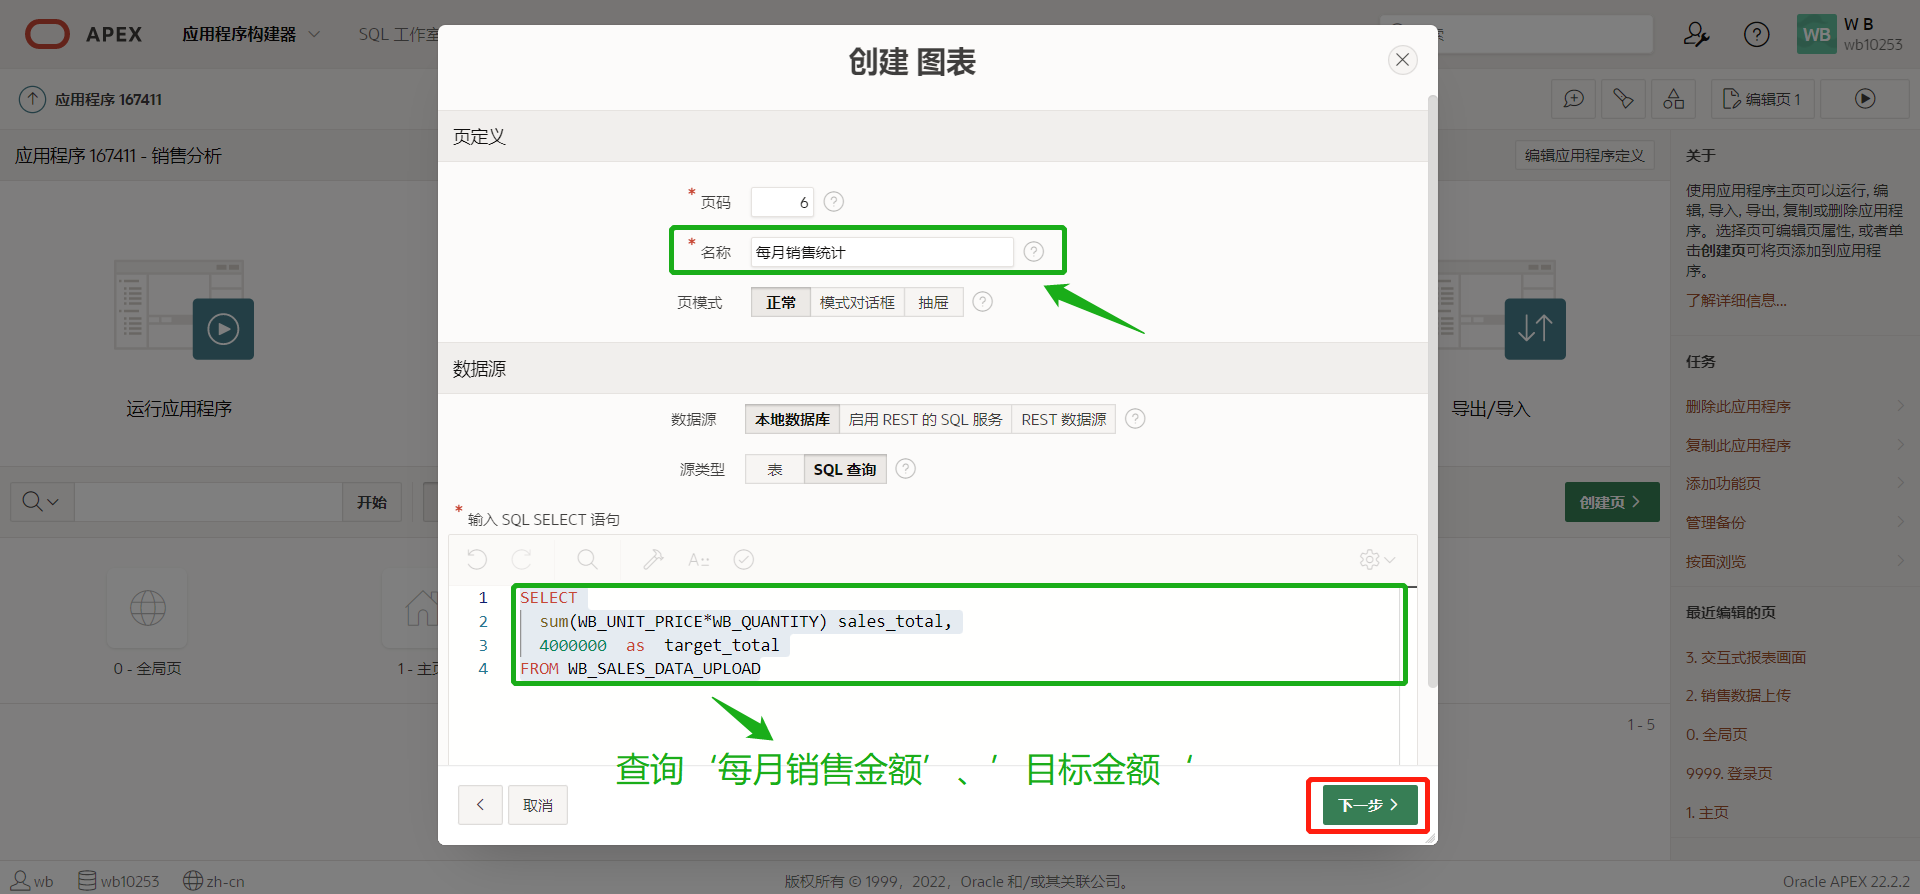 APEX
应用程序构建器
SQL 工作室
索
W B
WB
wb10253
应用程序 167411
编辑页 1
应用程序 167411 - 销售分析
编辑应用程序定义
运行应用程序
导出/导入
开始
创建页
0 - 全局页
1 - 主页
1 - 5
创建 图表
页定义
* 页码
6
* 名称
每月销售统计
页模式
正常
模式对话框
抽屉
数据源
数据源
本地数据库
启用 REST 的 SQL 服务
REST 数据源
源类型
表
SQL 查询
* 输入 SQL SELECT 语句
1 SELECT
2 sum(WB_UNIT_PRICE*WB_QUANTITY) sales_total,
3 4000000 as target_total
4 FROM WB_SALES_DATA_UPLOAD
查询 ‘每月销售金额’ 、’ 目标金额 ‘
取消
下一步
关于
使用应用程序主页可以运行, 编
辑, 导入, 导出, 复制或删除应用程
序。选择页可编辑页属性, 或者单
击创建页可将页添加到应用程
序。
了解详细信息...
任务
删除此应用程序
复制此应用程序
添加功能页
管理备份
按面浏览
最近编辑的页
3. 交互式报表画面
2. 销售数据上传
0. 全局页
9999. 登录页
1. 主页
wb
wb10253
zh-cn
版权所有 © 1999，2022，Oracle 和/或其关联公司。
Oracle APEX 22.2.2